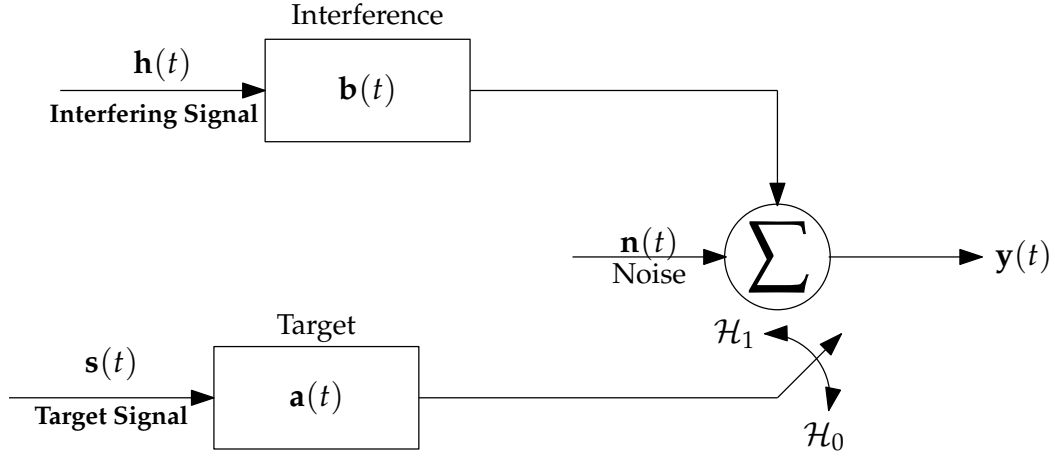 Interference
h(t)
b(t)
Interfering Signal
n(t)
∑
y(t)
Noise
Target
H₁
s(t)
a(t)
Target Signal
H₀